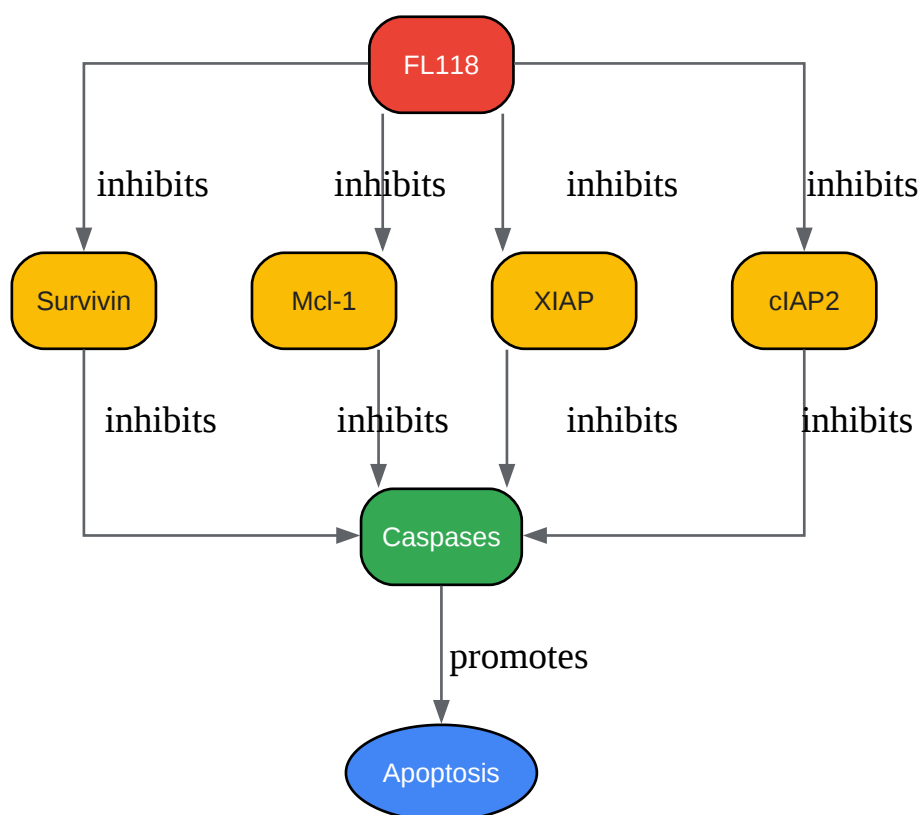 FL118
inhibits inhibits inhibits inhibits
Survivin Mcl-1 XIAP cIAP2
inhibits inhibits inhibits inhibits
Caspases
promotes
Apoptosis